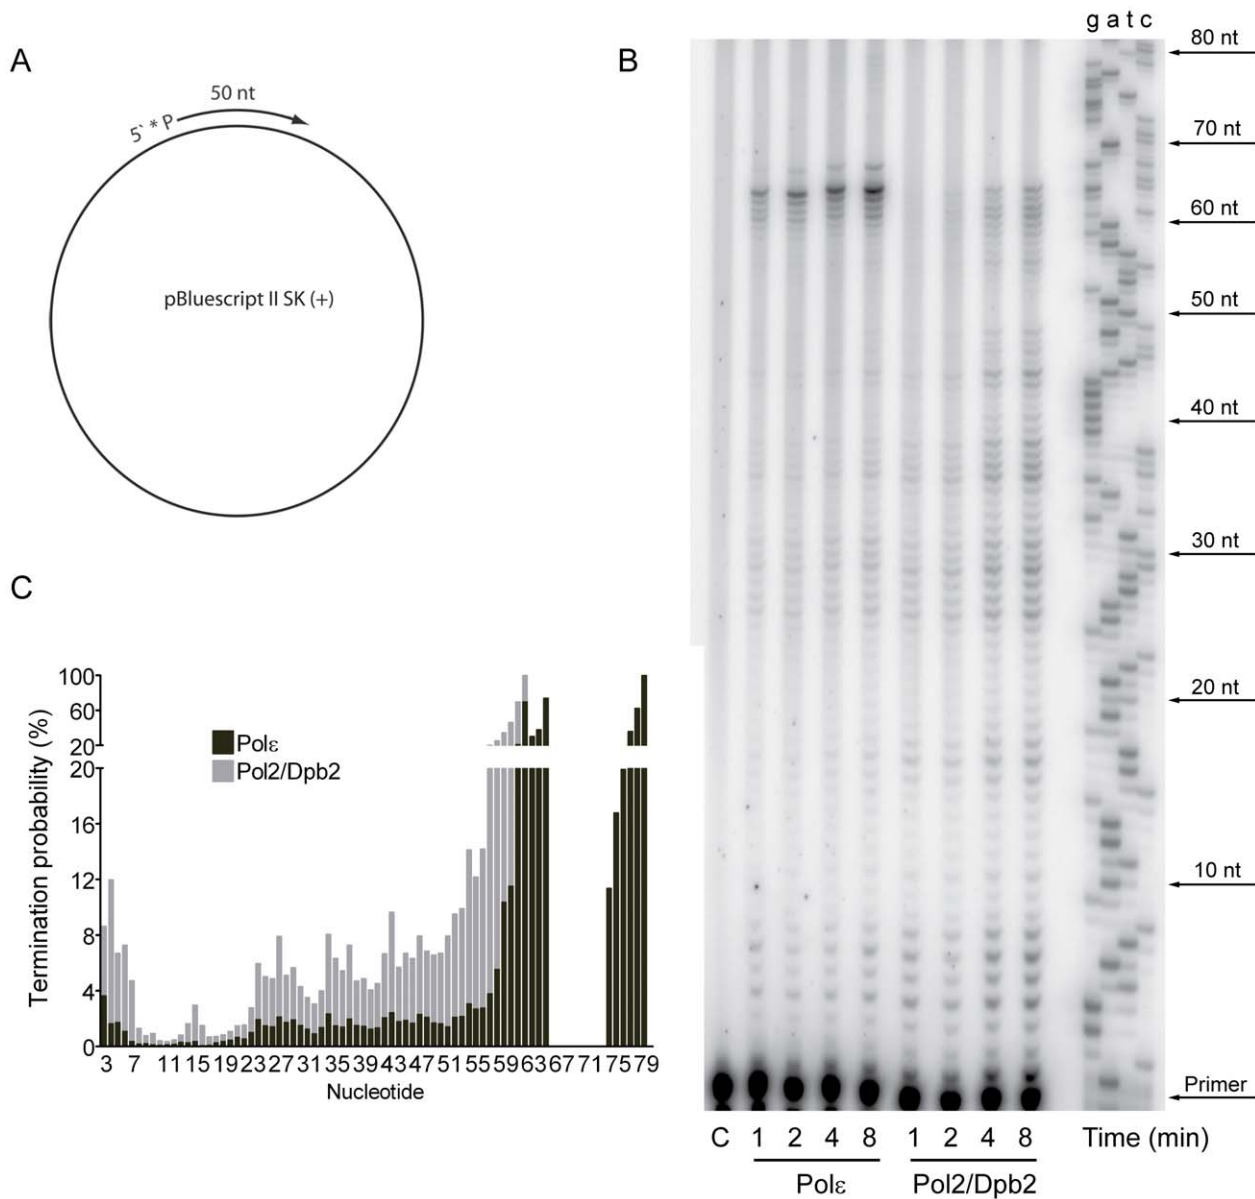 A
50 nt
5` * P
pBluescript II SK (+)
B
g a t c
80 nt
70 nt
60 nt
50 nt
40 nt
30 nt
20 nt
10 nt
Primer
C 1 2 4 8 1 2 4 8 Time (min)
Polε Pol2/Dpb2
C
Termination probability (%)
100
60
20
20
16
12
8
4
0
Polε
Pol2/Dpb2
3 7 11 15 19 23 27 31 35 39 43 47 51 55 59 63 67 71 75 79
Nucleotide